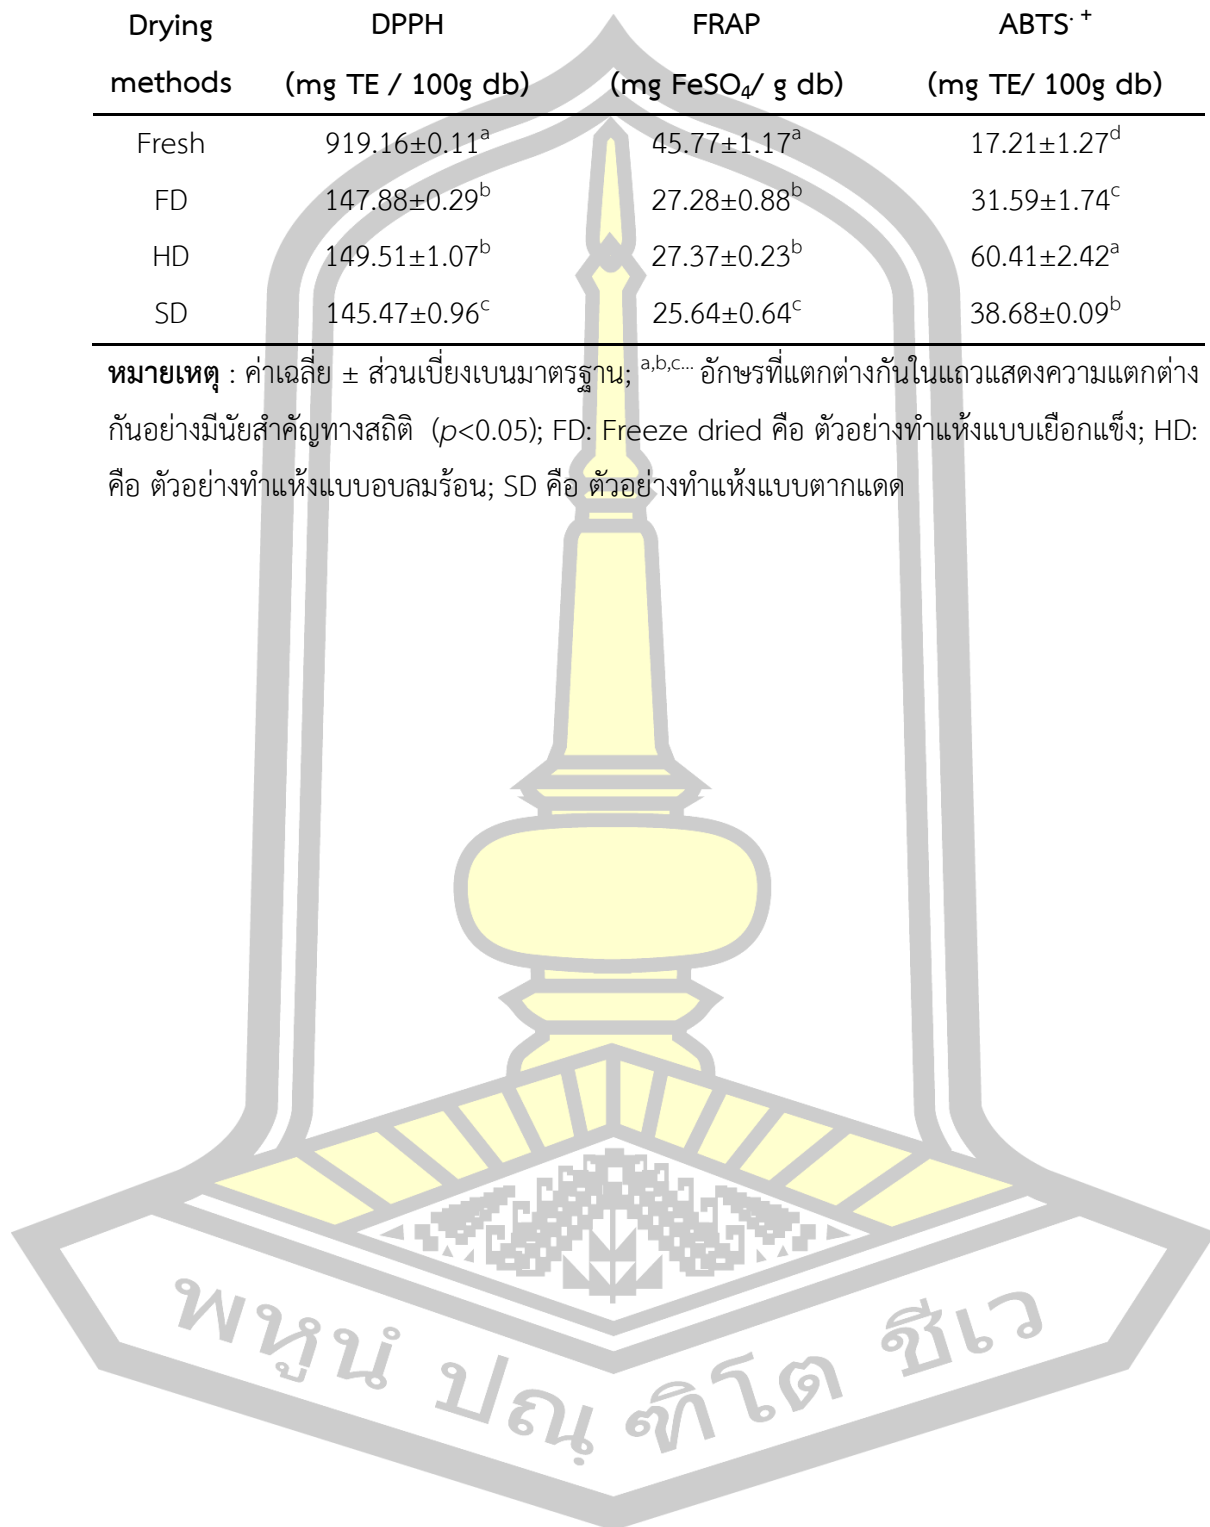 Drying DPPH FRAP ABTS·+
methods (mg TE / 100g db) (mg FeSO₄/ g db) (mg TE/ 100g db)
Fresh 919.16±0.11ᵃ 45.77±1.17ᵃ 17.21±1.27ᵈ
FD 147.88±0.29ᵇ 27.28±0.88ᵇ 31.59±1.74ᶜ
HD 149.51±1.07ᵇ 27.37±0.23ᵇ 60.41±2.42ᵃ
SD 145.47±0.96ᶜ 25.64±0.64ᶜ 38.68±0.09ᵇ
หมายเหตุ : ค่าเฉลี่ย ± ส่วนเบี่ยงเบนมาตรฐาน; a,b,c... อักษรที่แตกต่างกันในแถวแสดงความแตกต่าง
กันอย่างมีนัยสำคัญทางสถิติ (p<0.05); FD: Freeze dried คือ ตัวอย่างทำแห้งแบบเยือกแข็ง; HD:
คือ ตัวอย่างทำแห้งแบบอบลมร้อน; SD คือ ตัวอย่างทำแห้งแบบตากแดด
พหูนํ ปณฺ ฑิโต ชีเว